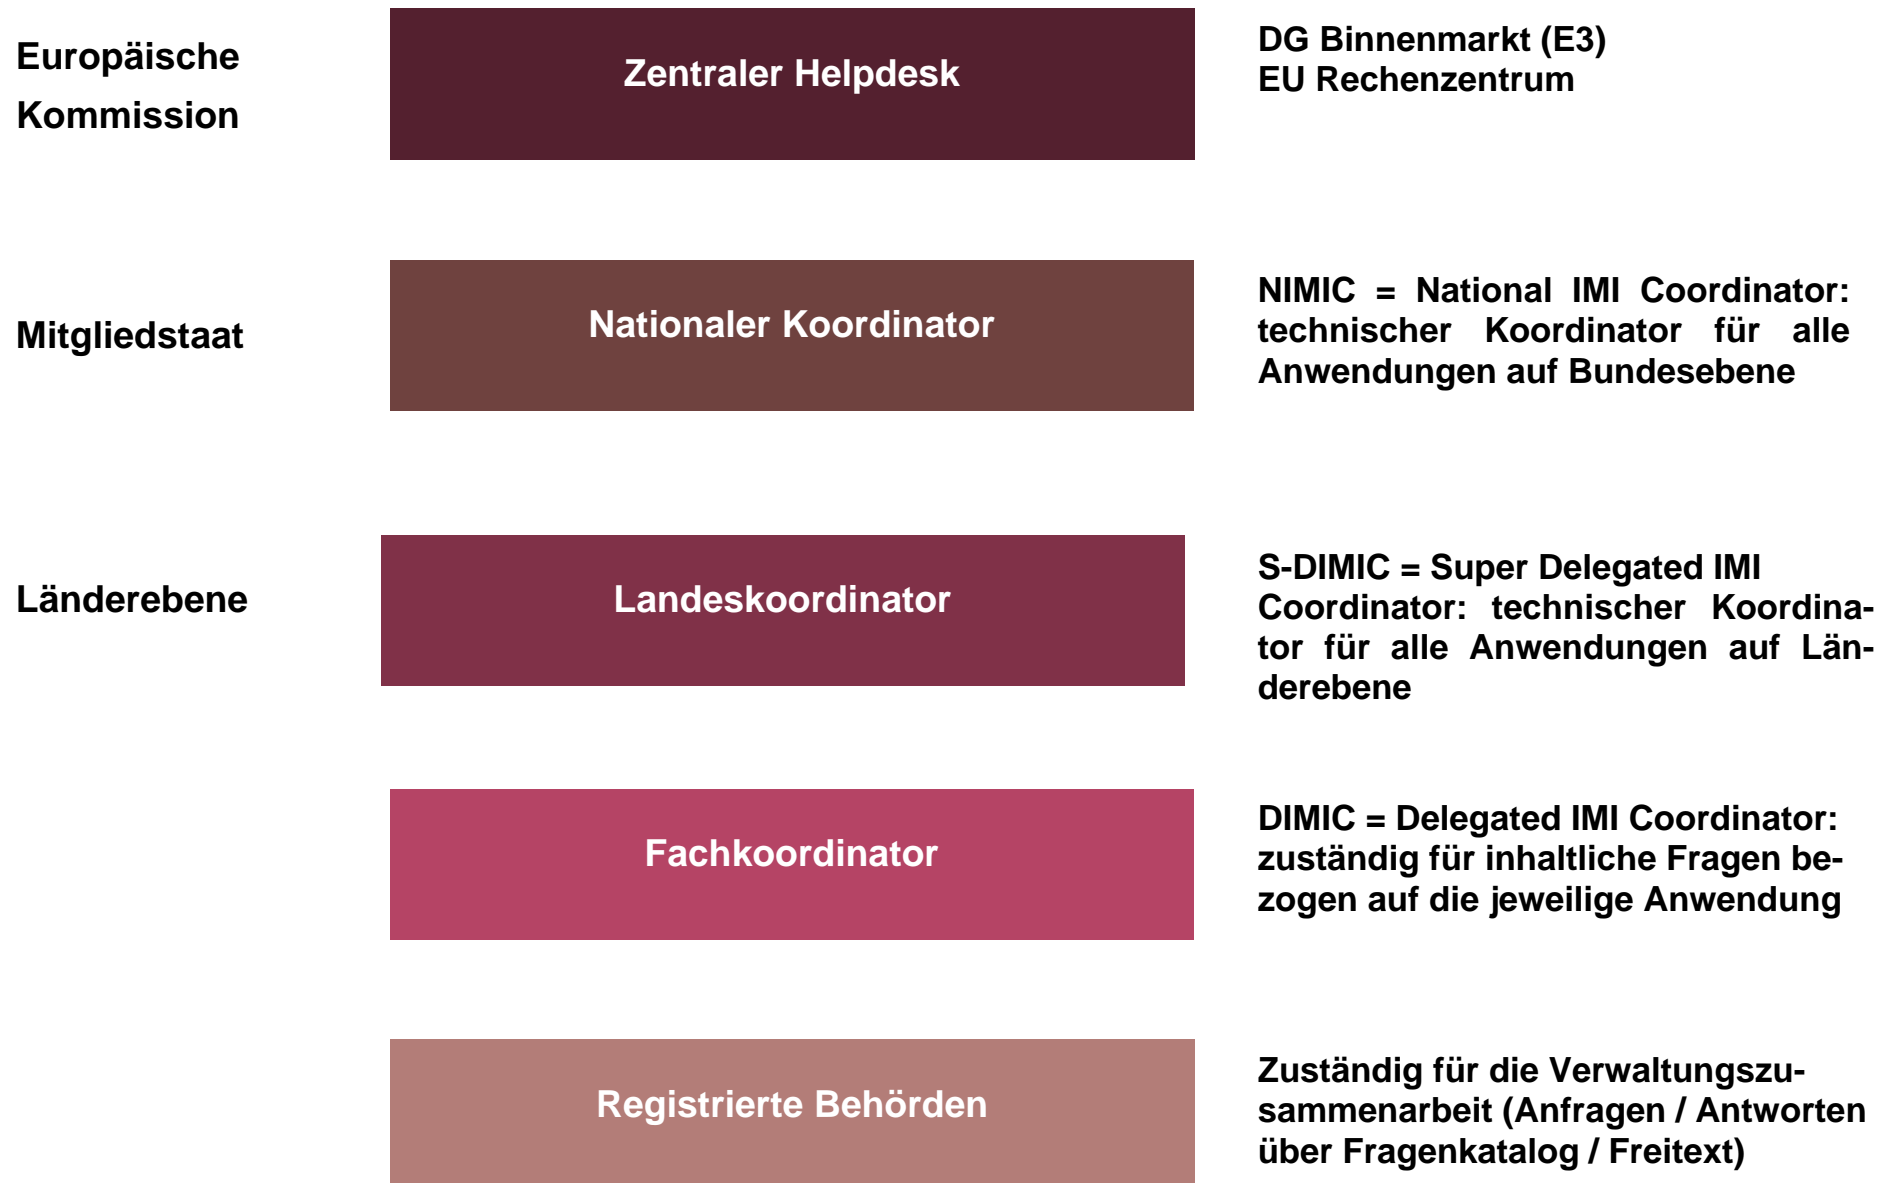 Europäische
Kommission
Zentraler Helpdesk
DG Binnenmarkt (E3)
EU Rechenzentrum
Mitgliedstaat
Nationaler Koordinator
NIMIC = National IMI Coordinator:
technischer Koordinator für alle
Anwendungen auf Bundesebene
Länderebene
Landeskoordinator
S-DIMIC = Super Delegated IMI
Coordinator: technischer Koordina-
tor für alle Anwendungen auf Län-
derebene
Fachkoordinator
DIMIC = Delegated IMI Coordinator:
zuständig für inhaltliche Fragen be-
zogen auf die jeweilige Anwendung
Registrierte Behörden
Zuständig für die Verwaltungszu-
sammenarbeit (Anfragen / Antworten
über Fragenkatalog / Freitext)